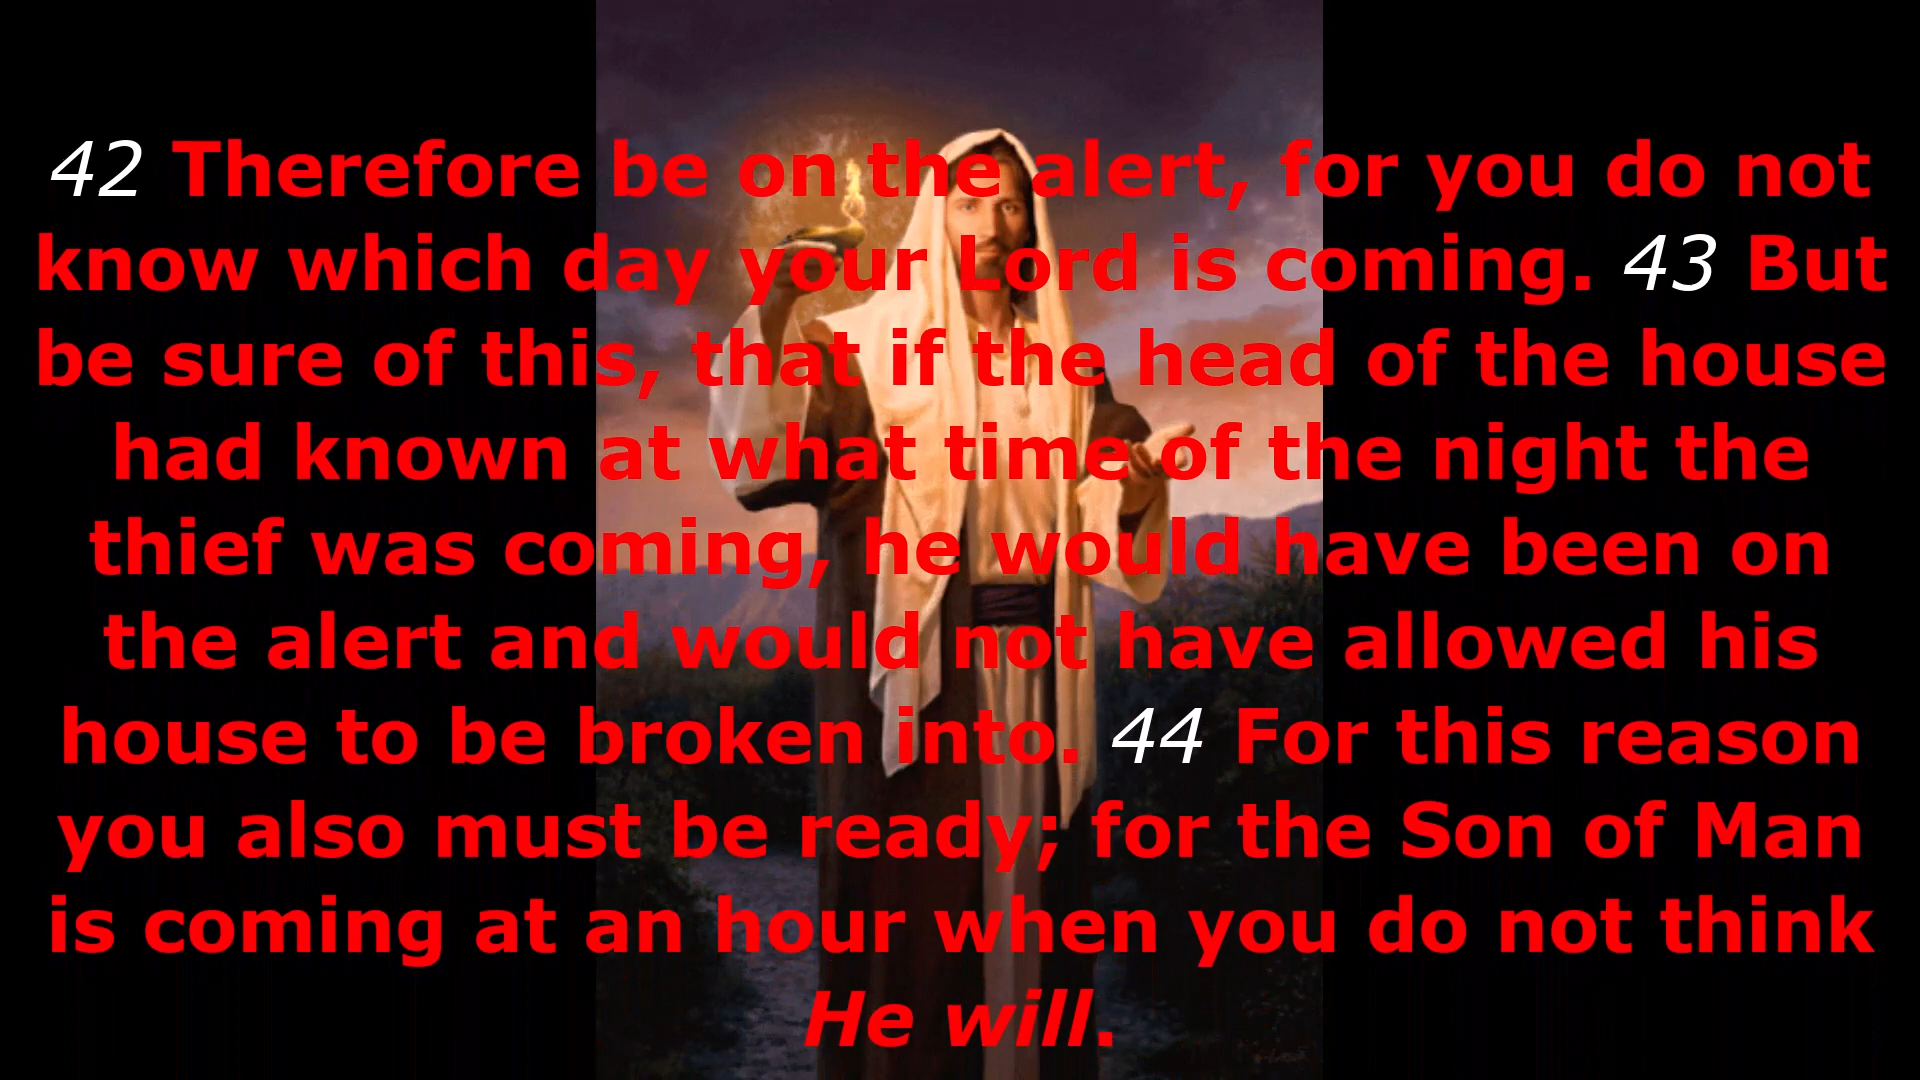 42 Therefore be on the alert, for you do not
know which day your Lord is coming. 43 But
be sure of this, that if the head of the house
had known at what time of the night the
thief was coming, he would have been on
the alert and would not have allowed his
house to be broken into. 44 For this reason
you also must be ready; for the Son of Man
is coming at an hour when you do not think
He will.